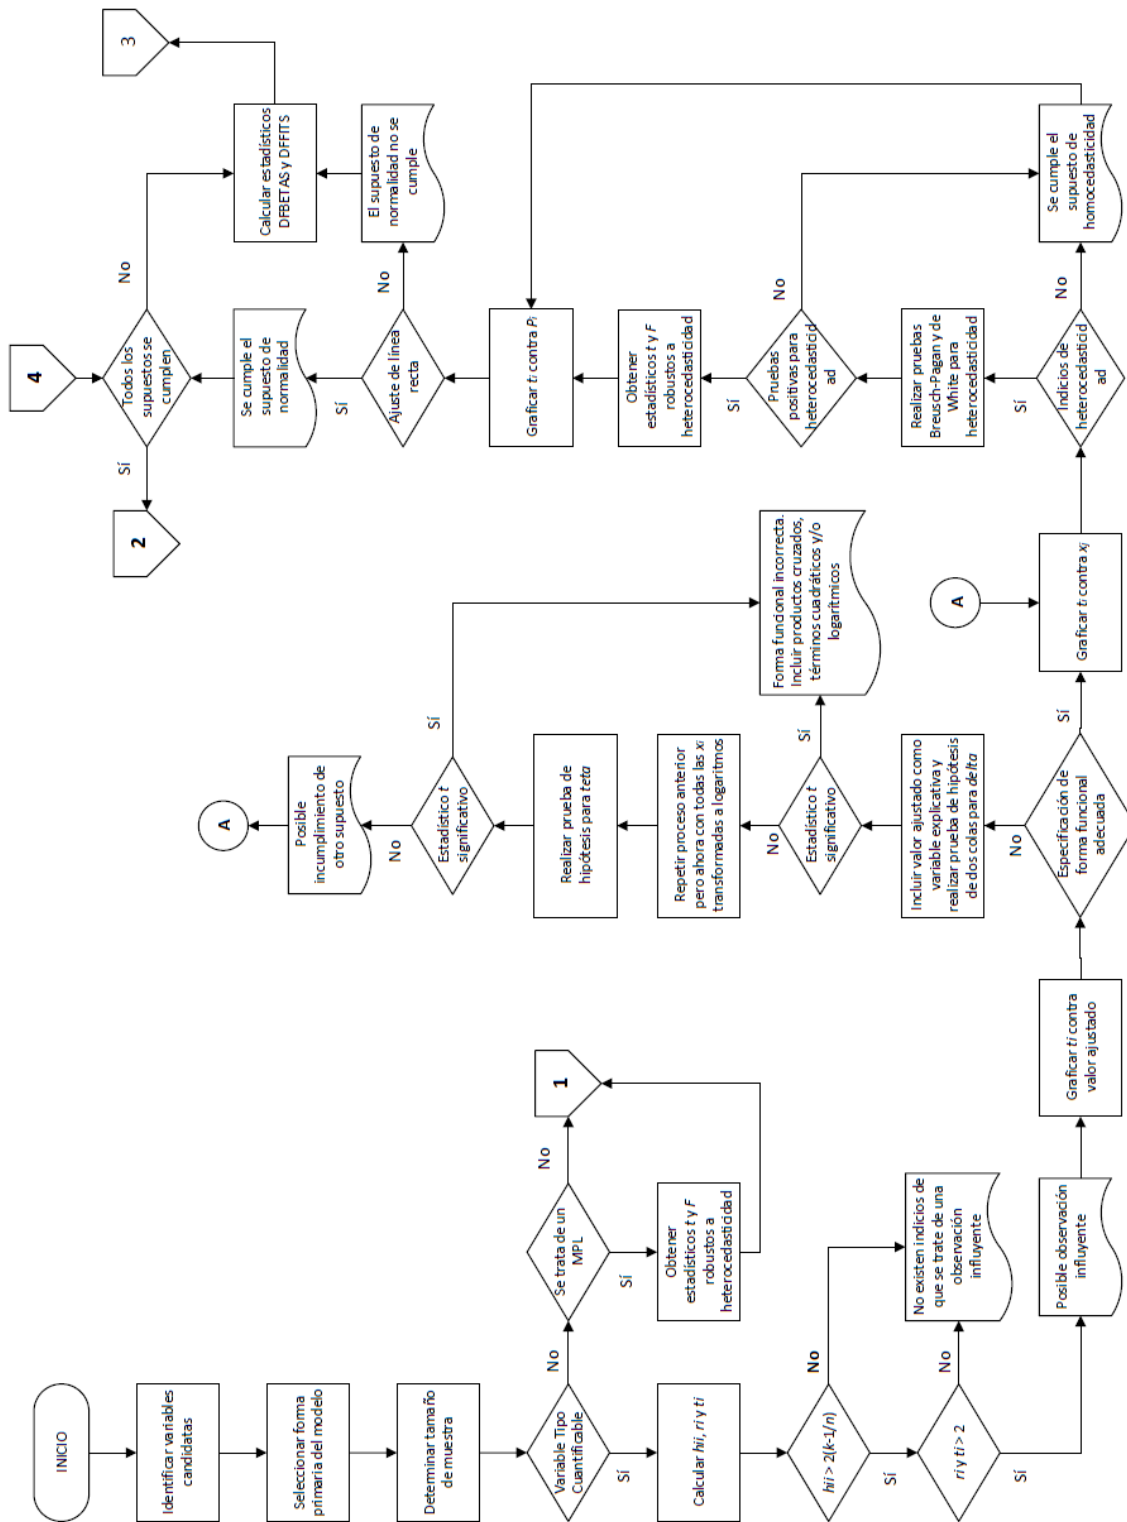 INICIO
Identificar variables
candidatas
Seleccionar forma
primaria del modelo
Determinar tamaño
de muestra
Variable Tipo
Cuantificable
No
Sí
Se trata de un
MPL
No
Sí
1
Obtener
estadísticos t y F
robustos a
heterocedasticidad
Calcular hii, ri y ti
hii > 2(k-1/n)
No
Sí
ri y ti > 2
No
Sí
No existen indicios de
que se trate de una
observación
influyente
Posible observación
influyente
Graficar ti contra
valor ajustado
Especificación de
forma funcional
adecuada
No
Sí
Incluir valor ajustado como
variable explicativa y
realizar prueba de hipótesis
de dos colas para delta
Estadístico t
significativo
No
Sí
Repetir proceso anterior
pero ahora con todas las xi
transformadas a logaritmos
Realizar prueba de
hipótesis para teta
Estadístico t
significativo
No
Sí
Posible
incumplimiento de
otro supuesto
A
Forma funcional incorrecta.
Incluir productos cruzados,
términos cuadráticos y/o
logarítmicos
A
Graficar ti contra xj
Indicios de
heterocedasticid
ad
Sí
No
Realizar pruebas
Breusch-Pagan y de
White para
heterocedasticidad
Pruebas
positivas para
heterocedasticid
ad
Sí
No
Se cumple el
supuesto de
homocedasticidad
Obtener
estadísticos t y F
robustos a
heterocedasticidad
Graficar ti contra Pi
Ajuste de línea
recta
Sí
No
Se cumple el
supuesto de
normalidad
El supuesto de
normalidad no se
cumple
Todos los
supuestos se
cumplen
Sí
No
4
2
Calcular estadísticos
DFBETAS y DFFITS
3